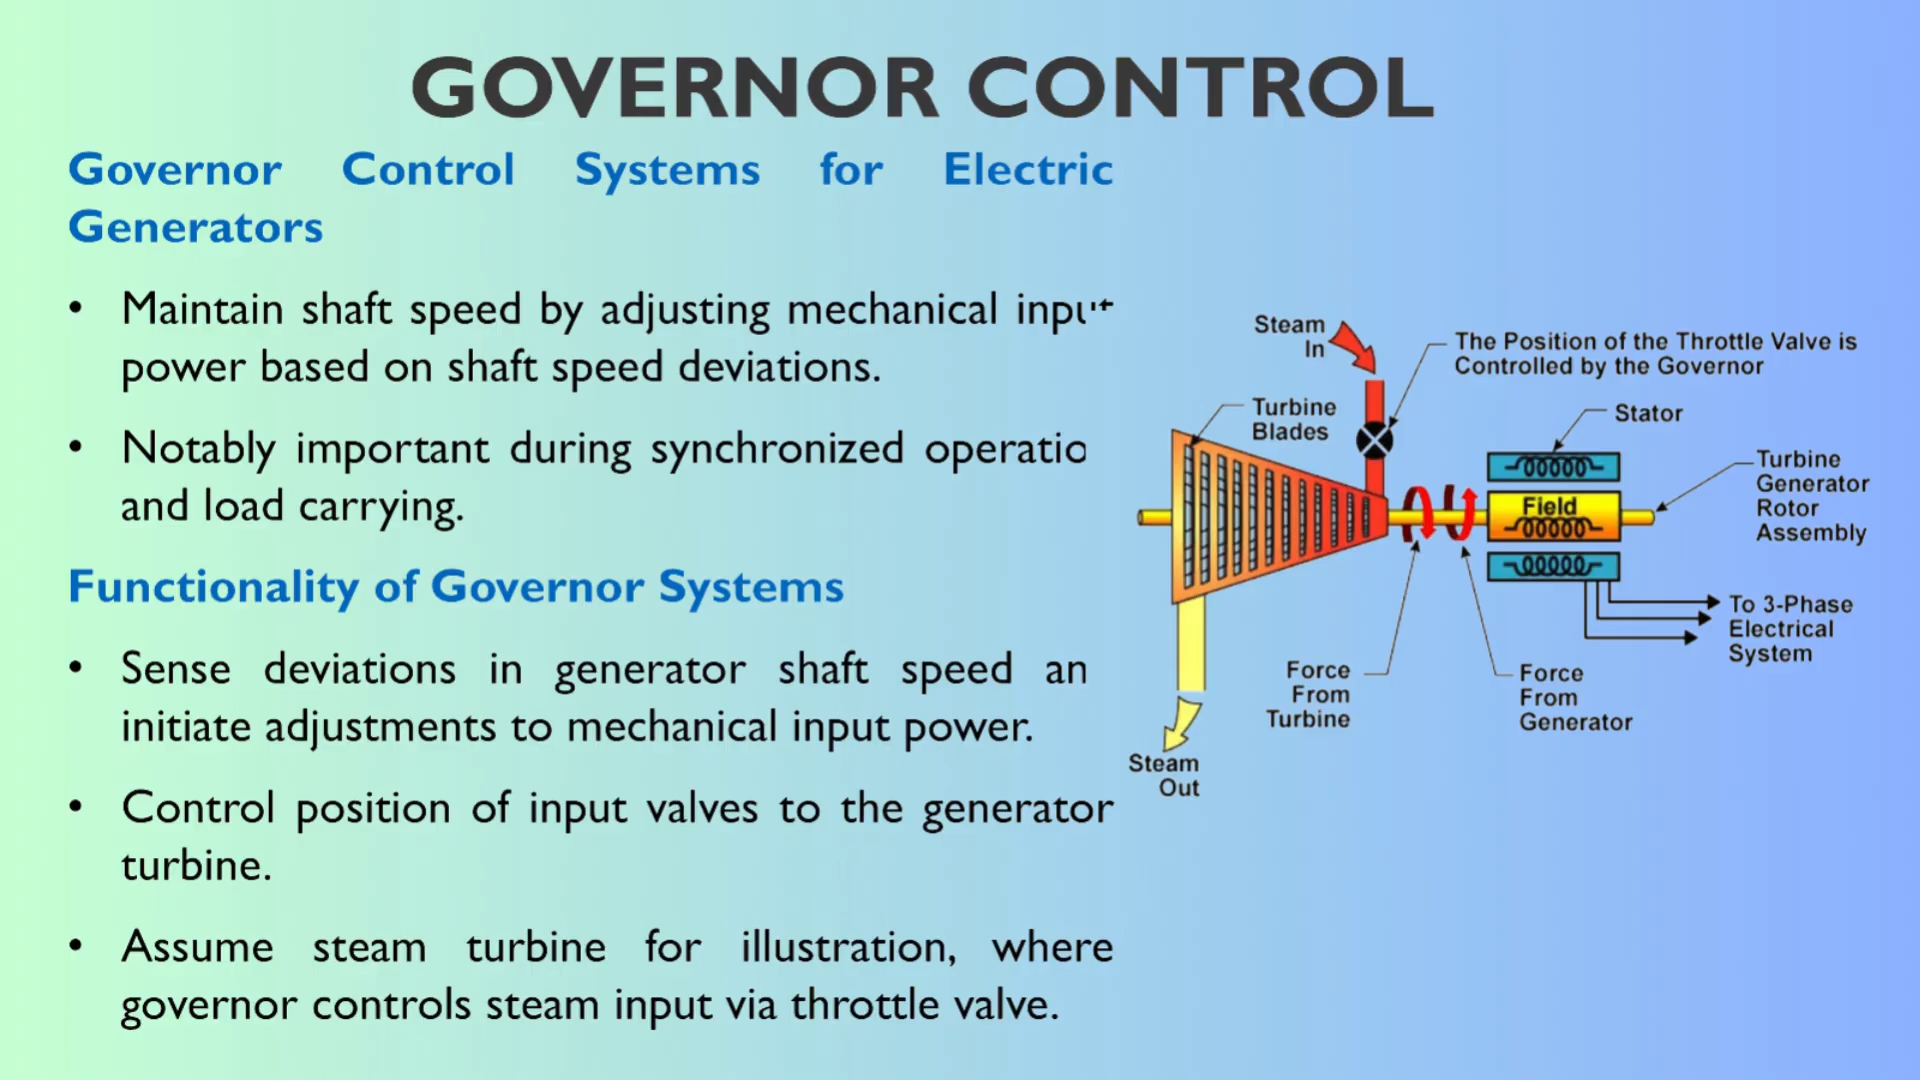 GOVERNOR CONTROL
Governor Control Systems for Electric
Generators
• Maintain shaft speed by adjusting mechanical input
power based on shaft speed deviations.
• Notably important during synchronized operatio
and load carrying.
Functionality of Governor Systems
• Sense deviations in generator shaft speed an
initiate adjustments to mechanical input power.
• Control position of input valves to the generator
turbine.
• Assume steam turbine for illustration, where
governor controls steam input via throttle valve.
Steam
In
The Position of the Throttle Valve is
Controlled by the Governor
Turbine
Blades
Stator
Turbine
Generator
Rotor
Assembly
Field
To 3-Phase
Electrical
System
Force
From
Turbine
Force
From
Generator
Steam
Out